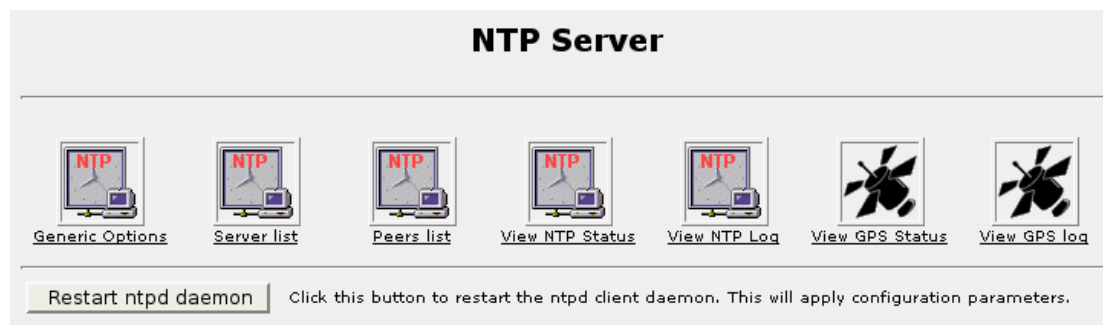 NTP Server
NTP NTP NTP NTP NTP
Generic Options Server list Peers list View NTP Status View NTP Log View GPS Status View GPS log
Restart ntpd daemon Click this button to restart the ntpd client daemon. This will apply configuration parameters.